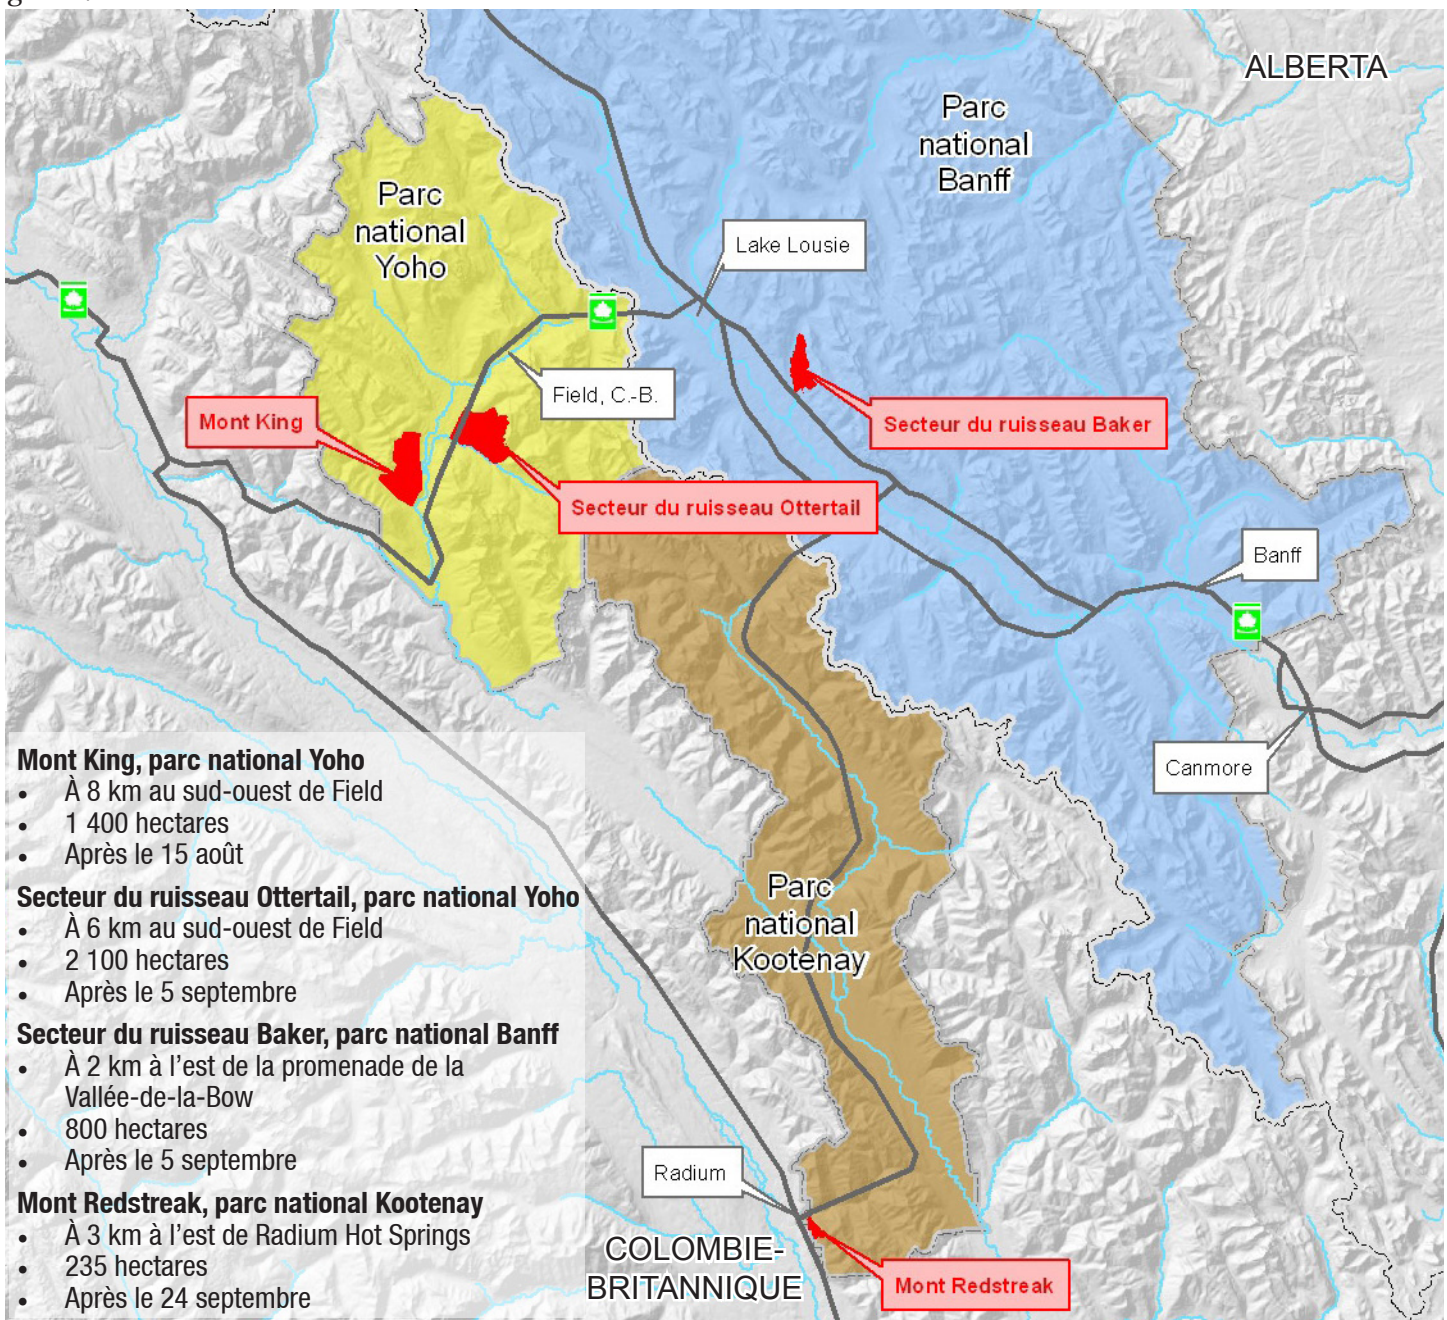 ALBERTA
Parc
national
Banff
Parc
national
Yoho
Lake Lousie
Field, C.-B.
Mont King
Secteur du ruisseau Baker
Secteur du ruisseau Ottertail
Banff
Canmore
Parc
national
Kootenay
Radium
COLOMBIE-
BRITANNIQUE
Mont Redstreak
Mont King, parc national Yoho
• À 8 km au sud-ouest de Field
• 1 400 hectares
• Après le 15 août
Secteur du ruisseau Ottertail, parc national Yoho
• À 6 km au sud-ouest de Field
• 2 100 hectares
• Après le 5 septembre
Secteur du ruisseau Baker, parc national Banff
• À 2 km à l’est de la promenade de la
Vallée-de-la-Bow
• 800 hectares
• Après le 5 septembre
Mont Redstreak, parc national Kootenay
• À 3 km à l’est de Radium Hot Springs
• 235 hectares
• Après le 24 septembre